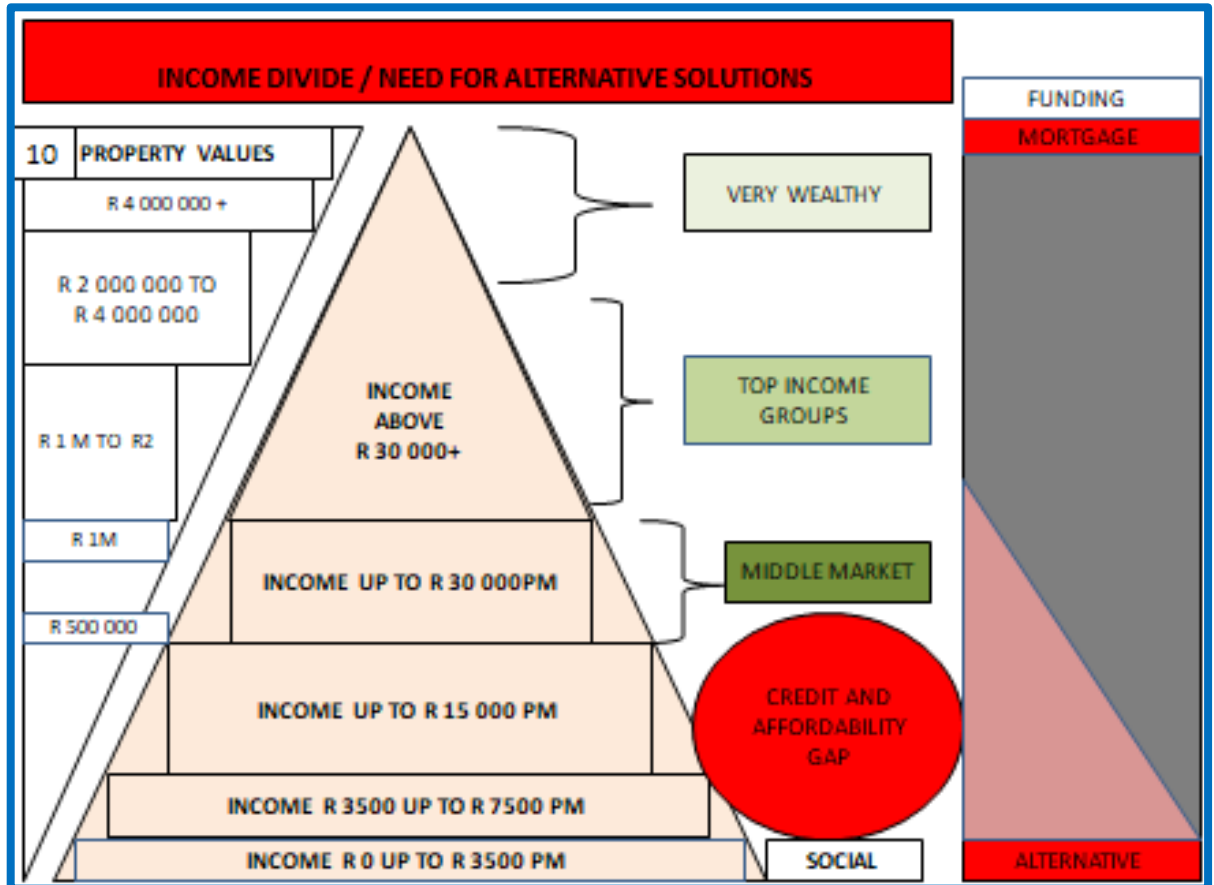 INCOME DIVIDE / NEED FOR ALTERNATIVE SOLUTIONS
FUNDING
MORTGAGE
10 PROPERTY VALUES
R 4 000 000 +
R 2 000 000 TO
R 4 000 000
R 1 M TO R2
R 1M
R 500 000
INCOME
ABOVE
R 30 000+
INCOME UP TO R 30 000PM
INCOME UP TO R 15 000 PM
INCOME R 3500 UP TO R 7500 PM
INCOME R 0 UP TO R 3500 PM
VERY WEALTHY
TOP INCOME
GROUPS
MIDDLE MARKET
CREDIT AND
AFFORDABILITY
GAP
SOCIAL
ALTERNATIVE